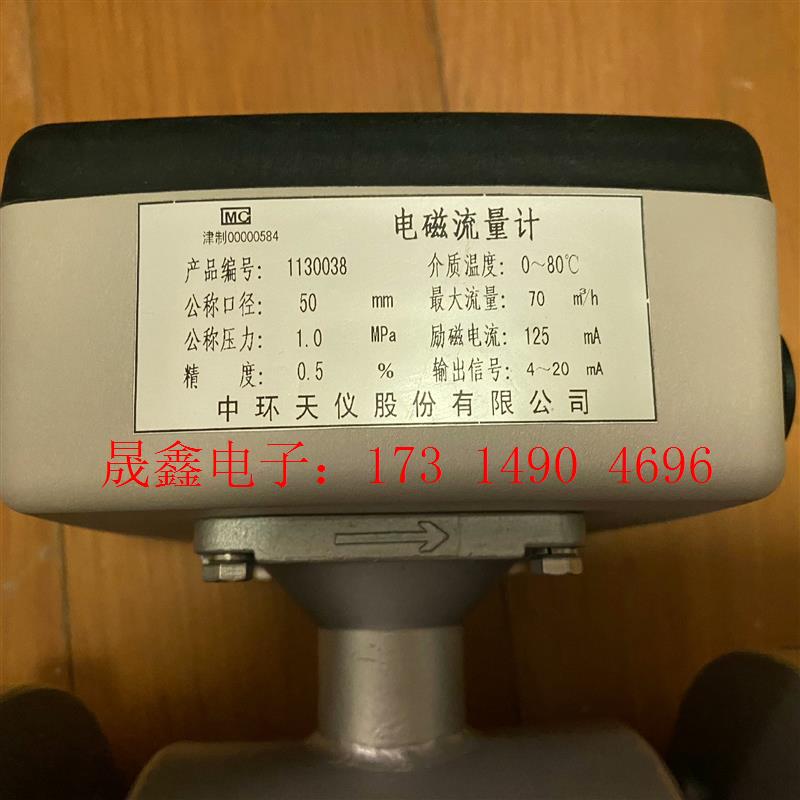 MC
津制00000584
电磁流量计
产品编号: 1130038 介质温度: 0~80℃
公称口径: 50 mm 最大流量: 70 m³/h
公称压力: 1.0 MPa 励磁电流: 125 mA
精 度: 0.5 % 输出信号: 4~20 mA
中环天仪股份有限公司
晟鑫电子：173 1490 4696